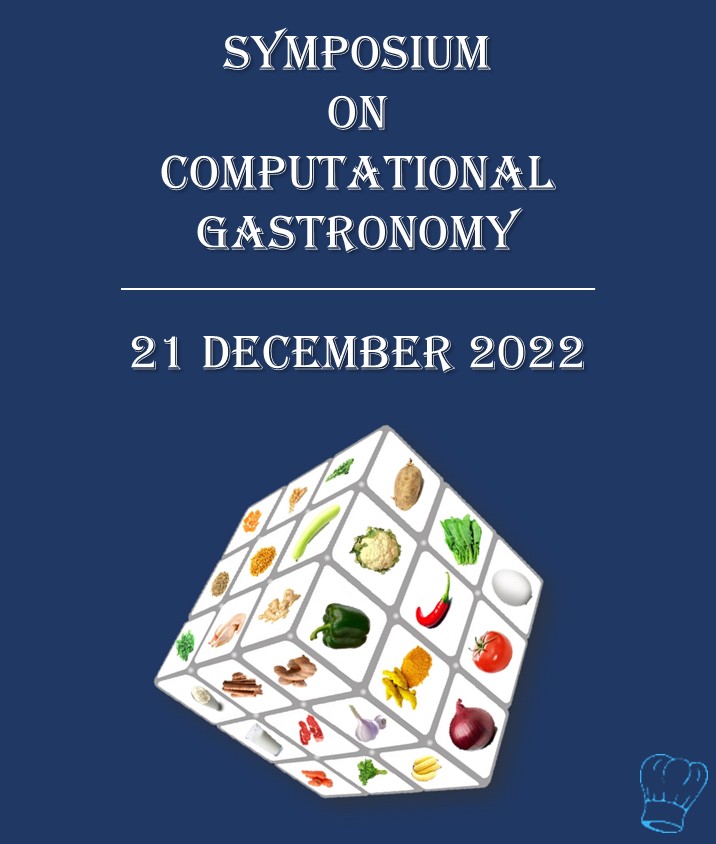 SYMPOSIUM
ON
COMPUTATIONAL
GASTRONOMY
21 DECEMBER 2022